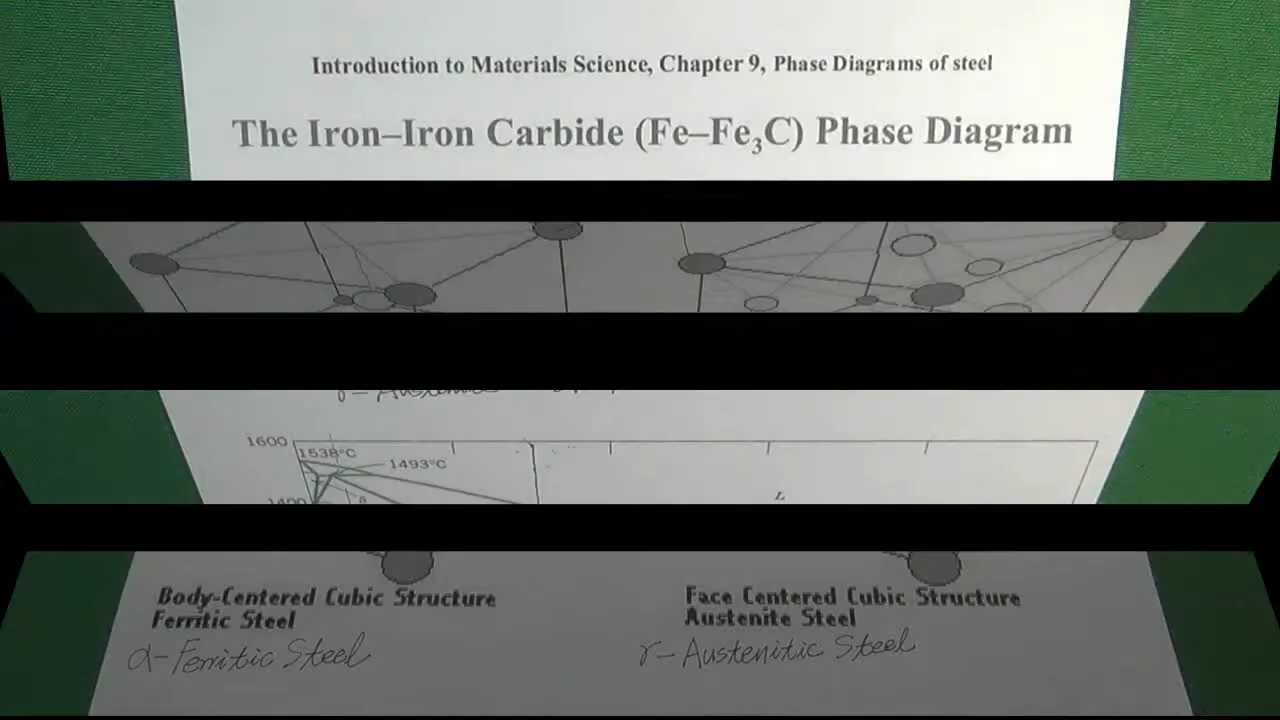 Introduction to Materials Science, Chapter 9, Phase Diagrams of steel
The Iron–Iron Carbide (Fe–Fe₃C) Phase Diagram
1600
1538°C
1493°C
1400
L
Body-Centered Cubic Structure
Ferritic Steel
α-Ferritic Steel
Face Centered Cubic Structure
Austenite Steel
γ-Austenitic Steel